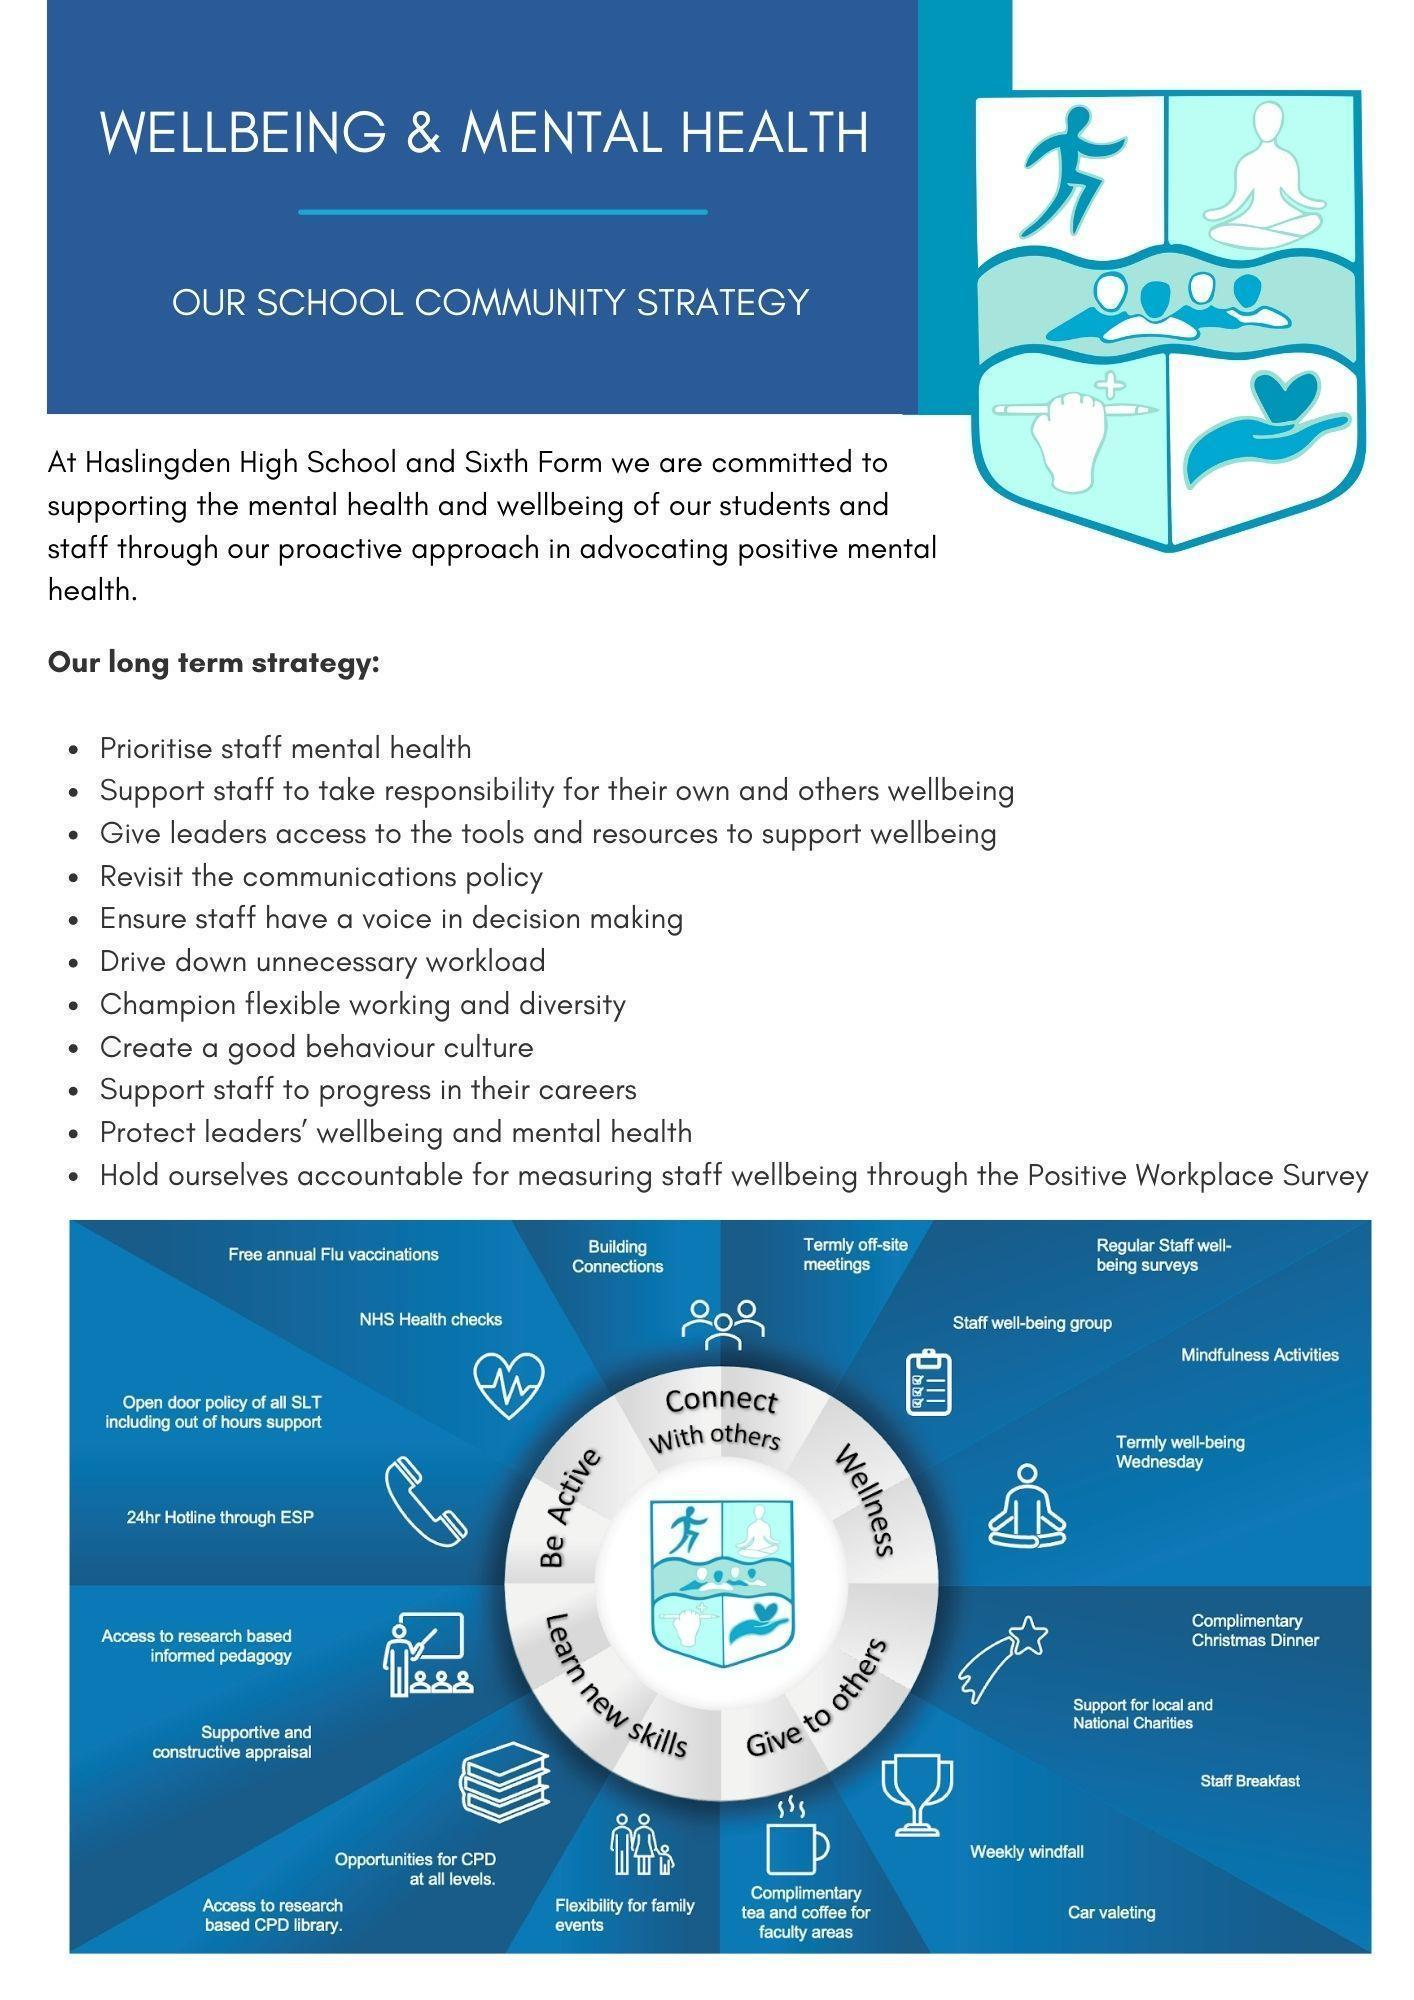 WELLBEING & MENTAL HEALTH
OUR SCHOOL COMMUNITY STRATEGY
At Haslingden High School and Sixth Form we are committed to
supporting the mental health and wellbeing of our students and
staff through our proactive approach in advocating positive mental
health.
Our long term strategy:
• Prioritise staff mental health
• Support staff to take responsibility for their own and others wellbeing
• Give leaders access to the tools and resources to support wellbeing
• Revisit the communications policy
• Ensure staff have a voice in decision making
• Drive down unnecessary workload
• Champion flexible working and diversity
• Create a good behaviour culture
• Support staff to progress in their careers
• Protect leaders’ wellbeing and mental health
• Hold ourselves accountable for measuring staff wellbeing through the Positive Workplace Survey
Free annual Flu vaccinations
NHS Health checks
Open door policy of all SLT
including out of hours support
24hr Hotline through ESP
Building
Connections
Termly off-site
meetings
Regular Staff well-
being surveys
Staff well-being group
Mindfulness Activities
Termly well-being
Wednesday
Connect
With others
Be Active
Wellness
Learn new skills
Give to others
Access to research based
informed pedagogy
Supportive and
constructive appraisal
Opportunities for CPD
at all levels.
Access to research
based CPD library.
Flexibility for family
events
Complimentary
tea and coffee for
faculty areas
Complimentary
Christmas Dinner
Support for local and
National Charities
Staff Breakfast
Weekly windfall
Car valeting